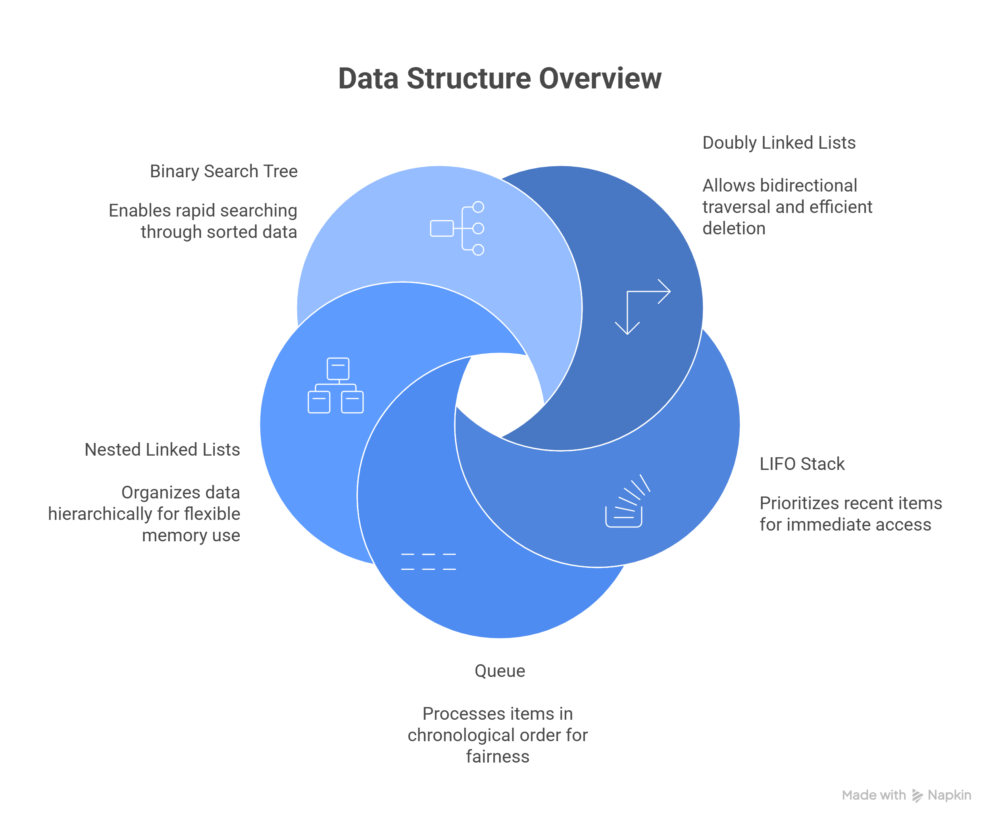 Data Structure Overview
Doubly Linked Lists
Allows bidirectional
traversal and efficient
deletion
Binary Search Tree
Enables rapid searching
through sorted data
Nested Linked Lists
Organizes data
hierarchically for flexible
memory use
LIFO Stack
Prioritizes recent items
for immediate access
Queue
Processes items in
chronological order for
fairness
Made with Napkin